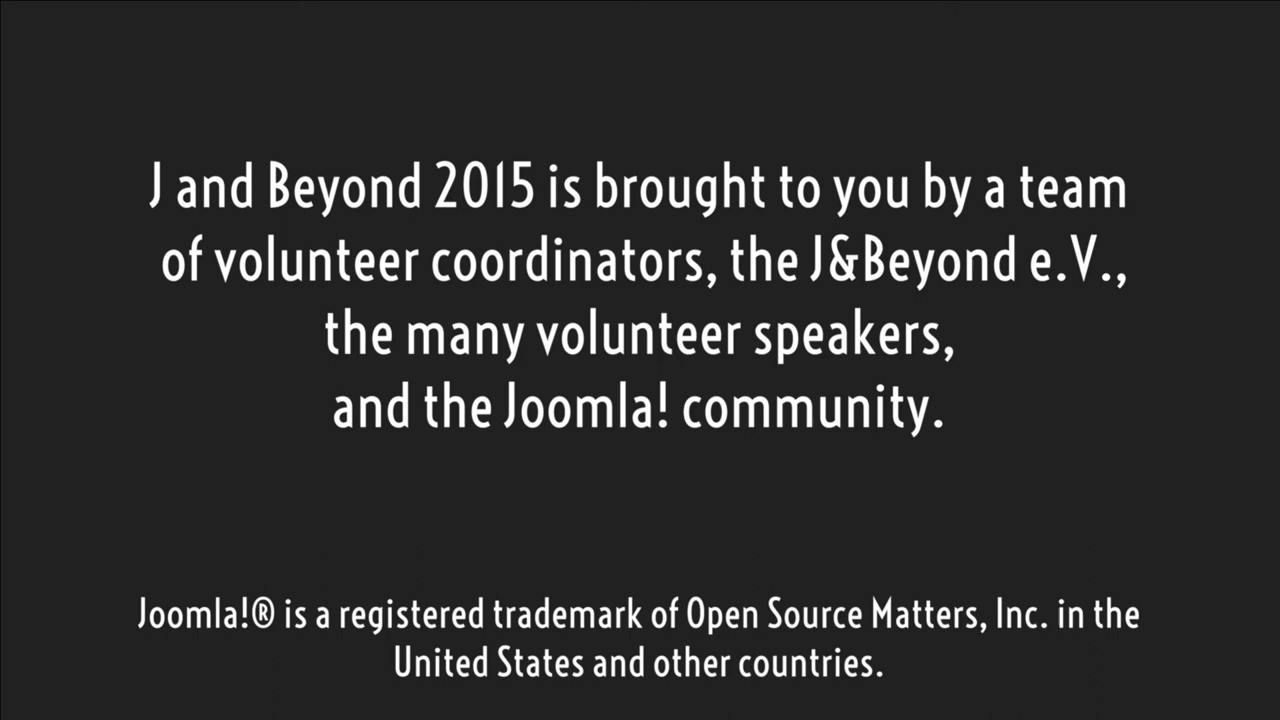 J and Beyond 2015 is brought to you by a team
of volunteer coordinators, the J&Beyond e.V.,
the many volunteer speakers,
and the Joomla! community.
Joomla!® is a registered trademark of Open Source Matters, Inc. in the
United States and other countries.